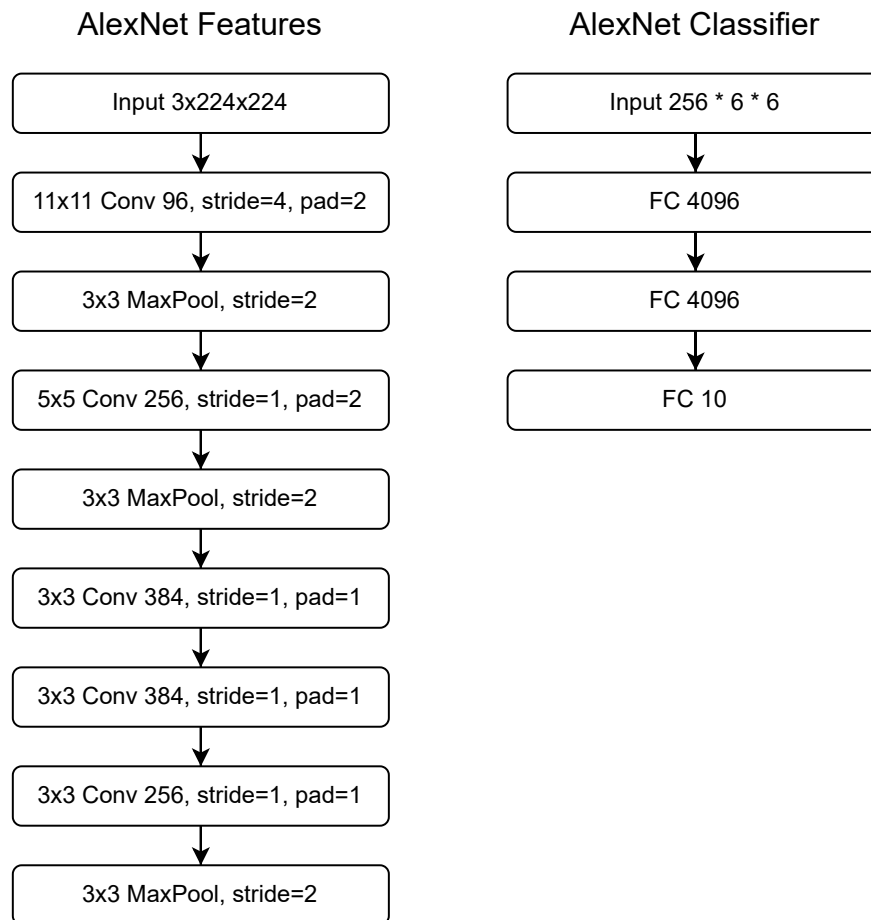 AlexNet Features
Input 3x224x224
11x11 Conv 96, stride=4, pad=2
3x3 MaxPool, stride=2
5x5 Conv 256, stride=1, pad=2
3x3 MaxPool, stride=2
3x3 Conv 384, stride=1, pad=1
3x3 Conv 384, stride=1, pad=1
3x3 Conv 256, stride=1, pad=1
3x3 MaxPool, stride=2
AlexNet Classifier
Input 256 * 6 * 6
FC 4096
FC 4096
FC 10